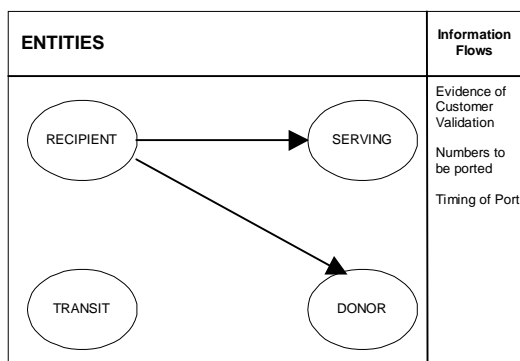 ENTITIES
Information
Flows
RECIPIENT
SERVING
TRANSIT
DONOR
Evidence of
Customer
Validation
Numbers to
be ported
Timing of Port